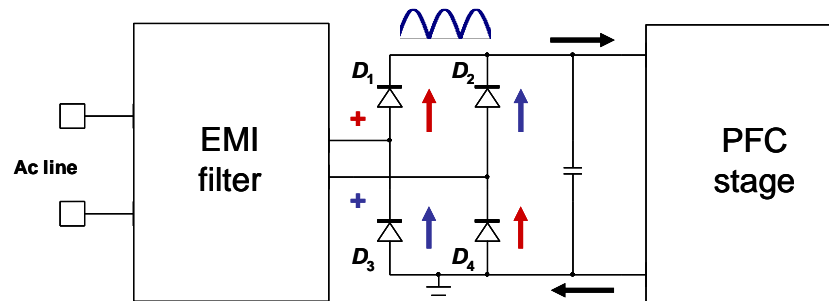 D1
D2
+
EMI
filter
PFC
stage
Ac line
+
D3
D4